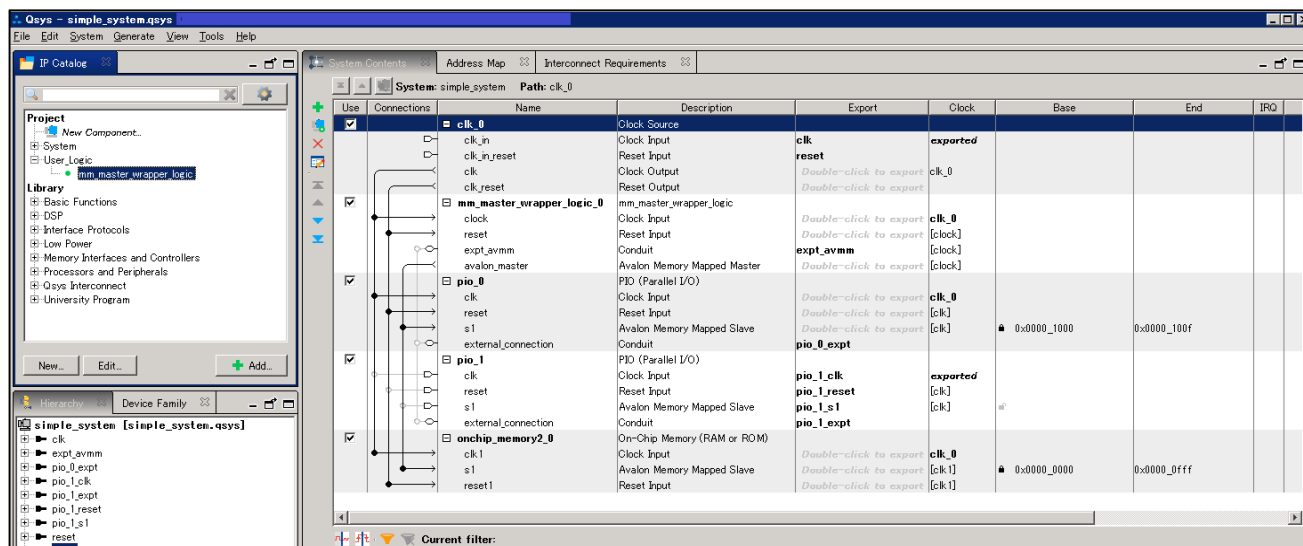 Qsys - simple_system.qsys
File Edit System Generate View Tools Help
IP Catalog
Project
New Component...
System
User_Logic
mm_master_wrapper_logic
Library
Basic Functions
DSP
Interface Protocols
Low Power
Memory Interfaces and Controllers
Processors and Peripherals
Qsys Interconnect
University Program
New... Edit... Add...
Hierarchy Device Family
simple_system [simple_system.qsys]
clk
expt_avmm
pio_0_expt
pio_1_clk
pio_1_expt
pio_1_reset
pio_1_s1
reset
System Contents Address Map Interconnect Requirements
System: simple_system Path: clk_0
Use Connections Name Description Export Clock Base End IRQ
clk_0 Clock Source
clk_in Clock Input clk exported
clk_in_reset Reset Input reset
clk Clock Output Double-click to export clk_0
clk_reset Reset Output Double-click to export
mm_master_wrapper_logic_0 mm_master_wrapper_logic
clock Clock Input Double-click to export clk_0
reset Reset Input Double-click to export [clock]
expt_avmm Conduit expt_avmm [clock]
avalon_master Avalon Memory Mapped Master Double-click to export [clock]
pio_0 PIO (Parallel I/O)
clk Clock Input Double-click to export clk_0
reset Reset Input Double-click to export [clk]
s1 Avalon Memory Mapped Slave Double-click to export [clk] 0x0000_1000 0x0000_100f
external_connection Conduit pio_0_expt
pio_1 PIO (Parallel I/O)
clk Clock Input pio_1_clk exported
reset Reset Input pio_1_reset [clk]
s1 Avalon Memory Mapped Slave pio_1_s1 [clk]
external_connection Conduit pio_1_expt
onchip_memory2_0 On-Chip Memory (RAM or ROM)
clk1 Clock Input Double-click to export clk_0
s1 Avalon Memory Mapped Slave Double-click to export [clk1] 0x0000_0000 0x0000_0fff
reset1 Reset Input Double-click to export [clk1]
Current filter: